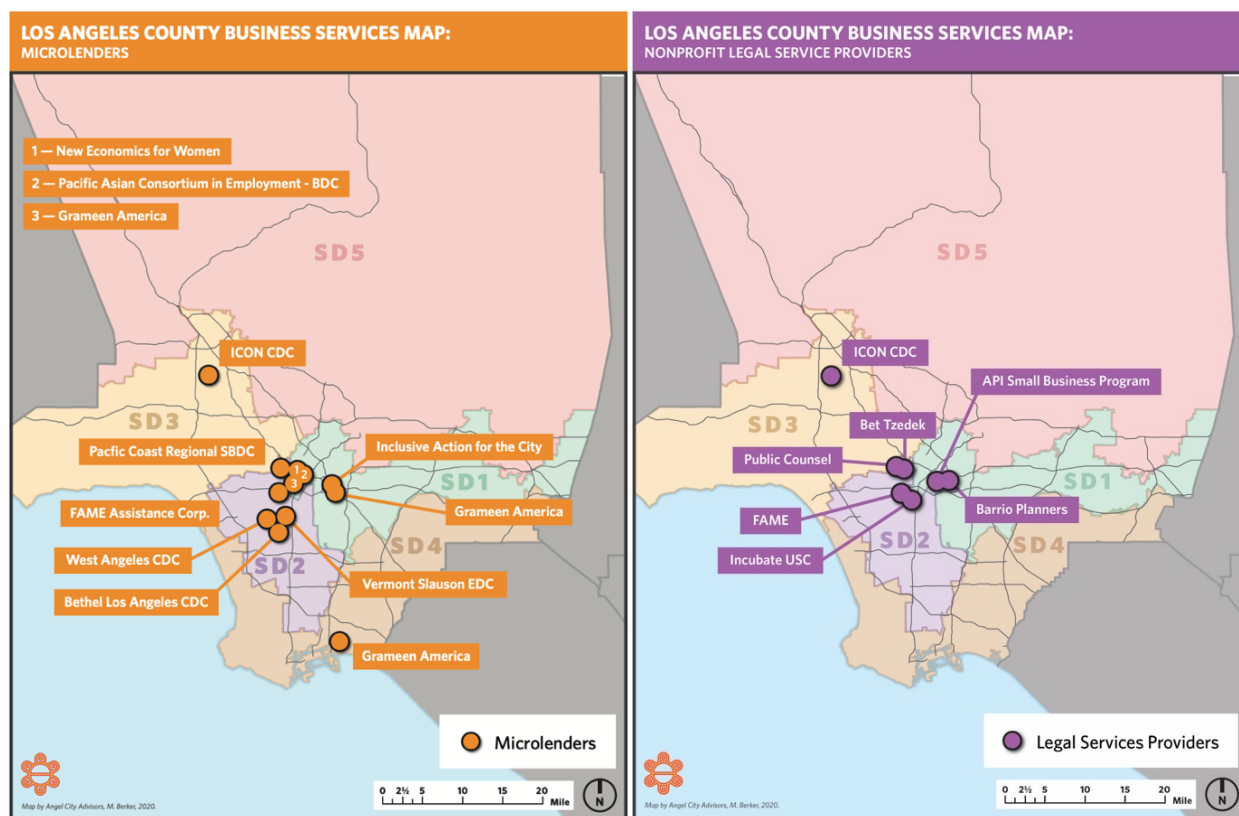 LOS ANGELES COUNTY BUSINESS SERVICES MAP:
MICROLENDERS
1 — New Economics for Women
2 — Pacific Asian Consortium in Employment - BDC
3 — Grameen America
SD5
ICON CDC
SD3
Pacfic Coast Regional SBDC
Inclusive Action for the City
1
2
3
SD1
Grameen America
FAME Assistance Corp.
SD4
West Angeles CDC
SD2
Vermont Slauson EDC
Bethel Los Angeles CDC
Grameen America
Microlenders
0 2½ 5 10 15 20
Mile
N
Map by Angel City Advisors, M. Berker, 2020.
LOS ANGELES COUNTY BUSINESS SERVICES MAP:
NONPROFIT LEGAL SERVICE PROVIDERS
SD5
ICON CDC
API Small Business Program
SD3
Bet Tzedek
Public Counsel
SD1
Barrio Planners
FAME
SD2
SD4
Incubate USC
Legal Services Providers
0 2½ 5 10 15 20
Mile
N
Map by Angel City Advisors, M. Berker, 2020.